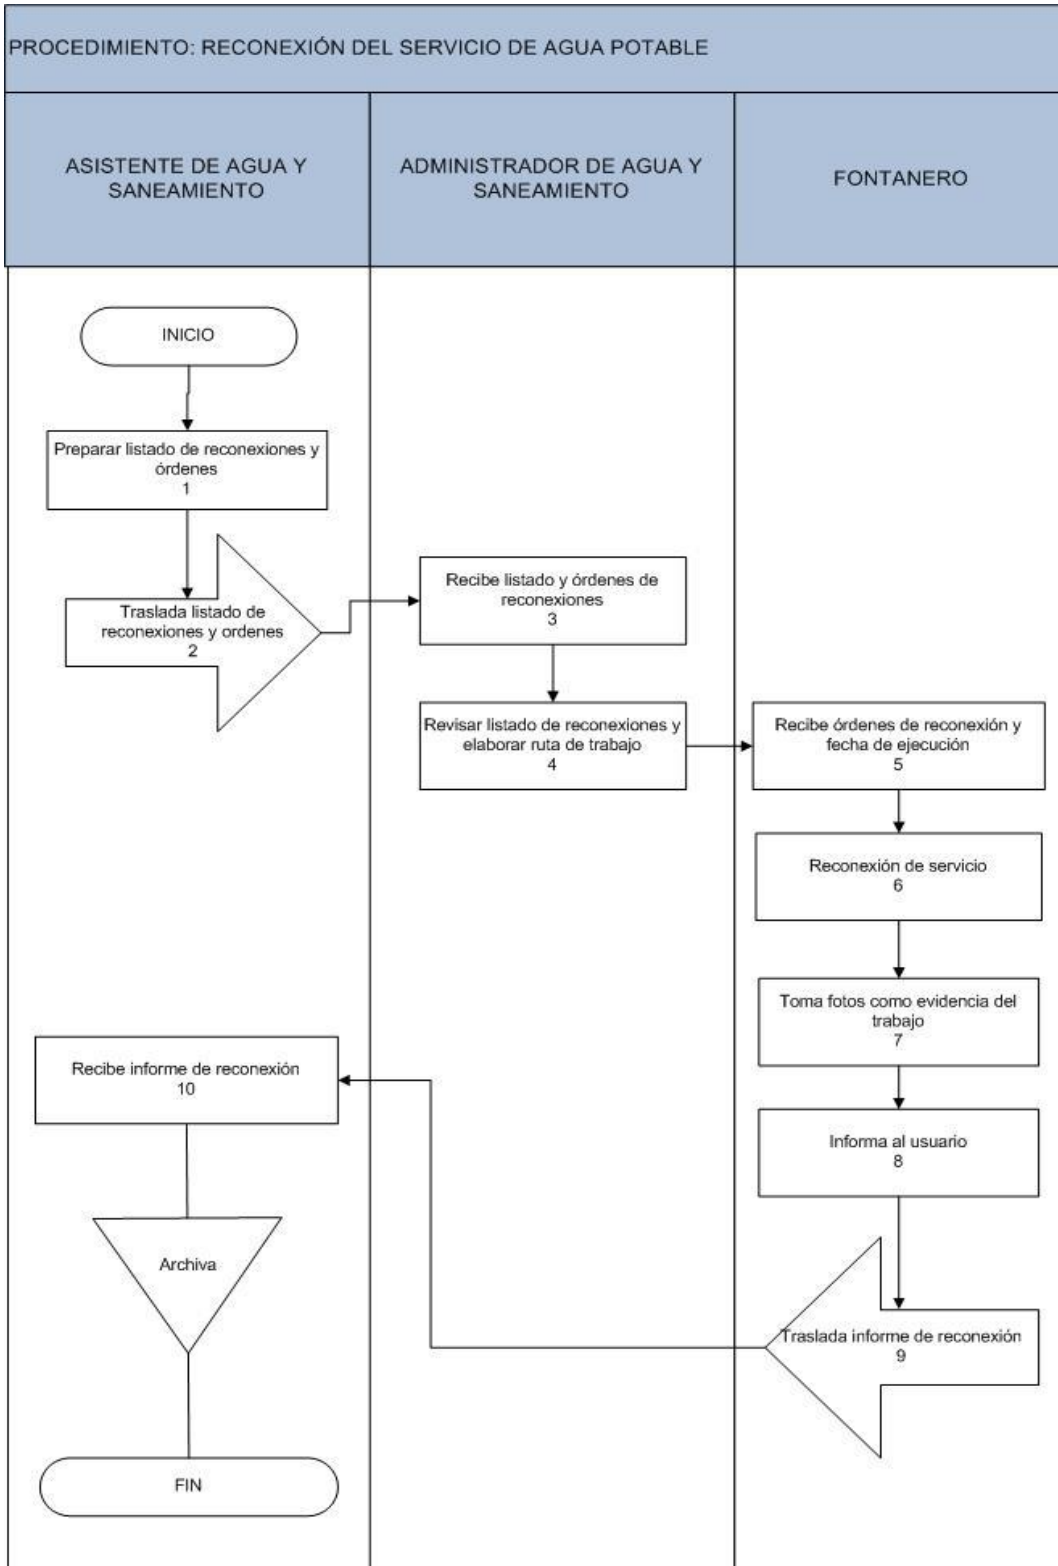 PROCEDIMIENTO: RECONEXIÓN DEL SERVICIO DE AGUA POTABLE
ASISTENTE DE AGUA Y
SANEAMIENTO
ADMINISTRADOR DE AGUA Y
SANEAMIENTO
FONTANERO
INICIO
Preparar listado de reconexiones y
órdenes
1
Traslada listado de
reconexiones y ordenes
2
Recibe listado y órdenes de
reconexiones
3
Revisar listado de reconexiones y
elaborar ruta de trabajo
4
Recibe órdenes de reconexión y
fecha de ejecución
5
Reconexión de servicio
6
Toma fotos como evidencia del
trabajo
7
Informa al usuario
8
Traslada informe de reconexión
9
Recibe informe de reconexión
10
Archiva
FIN